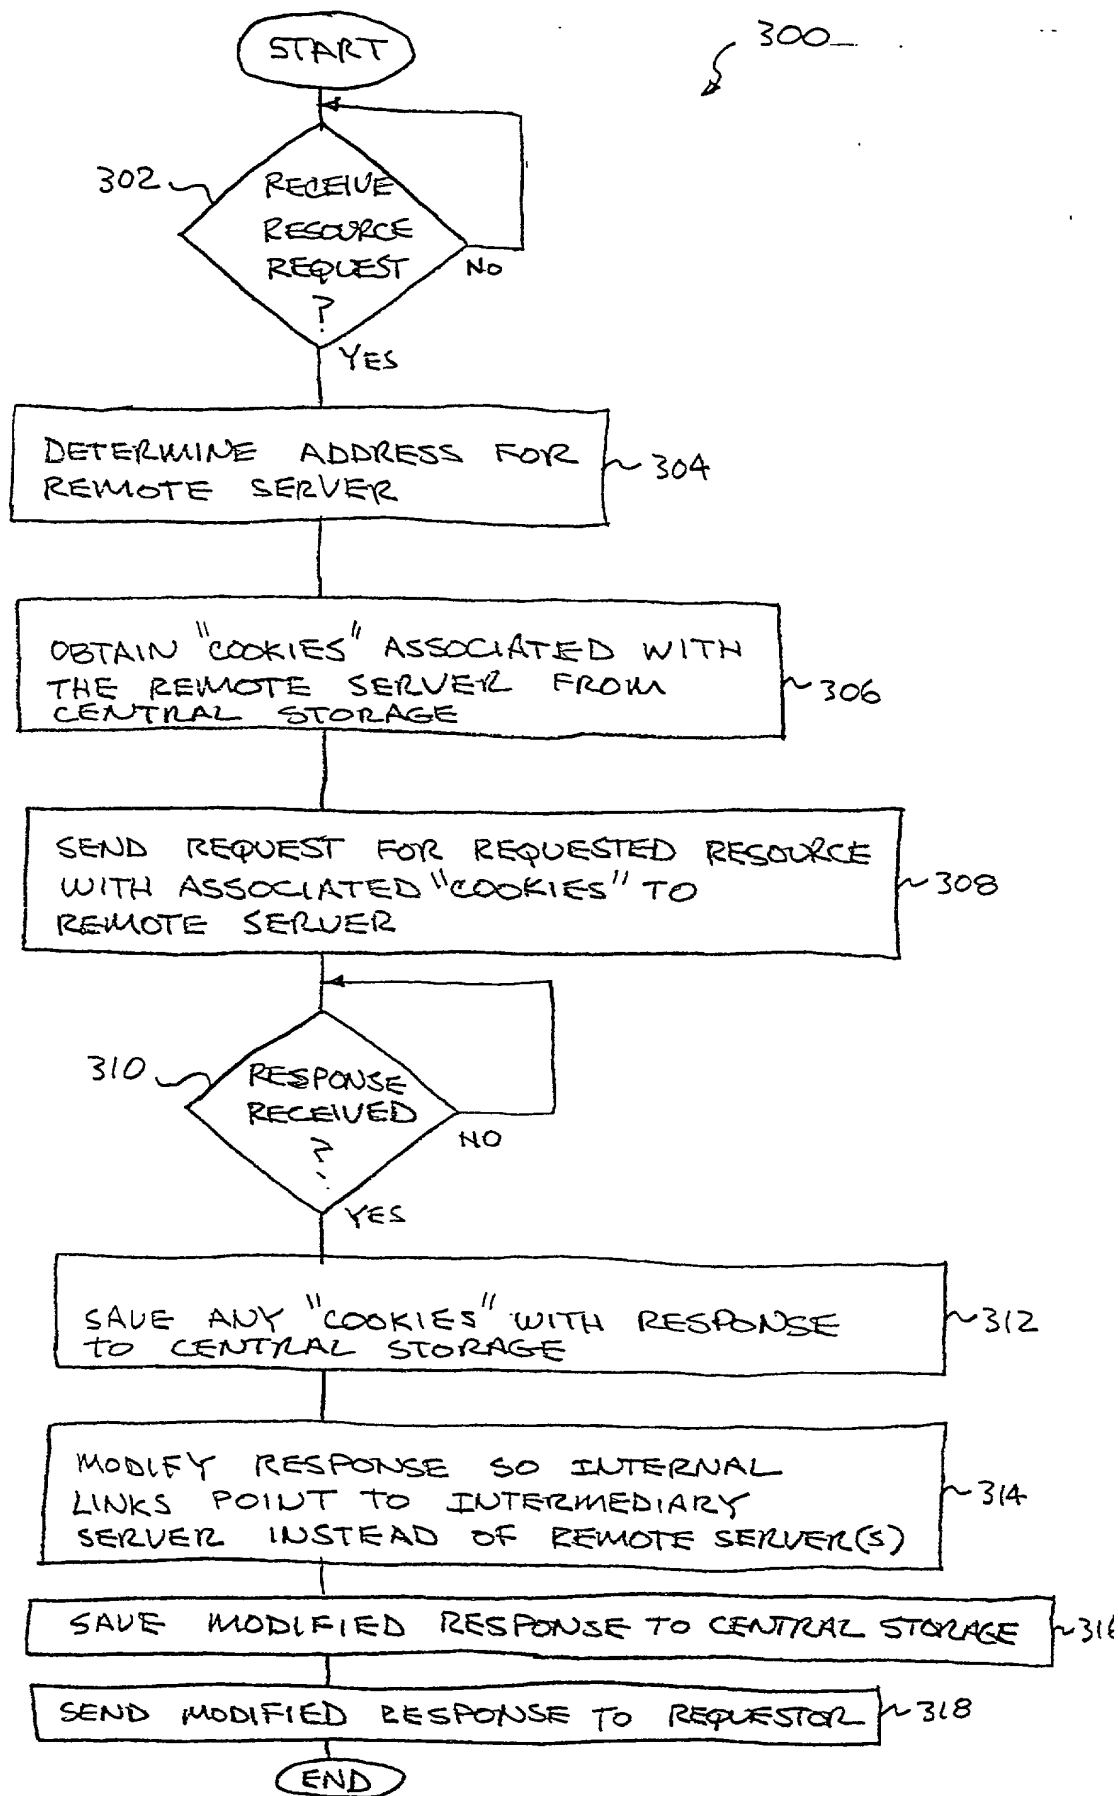 START
300
302
RECEIVE
RESOURCE
REQUEST
?
NO
YES
DETERMINE ADDRESS FOR
REMOTE SERVER
304
OBTAIN "COOKIES" ASSOCIATED WITH
THE REMOTE SERVER FROM
CENTRAL STORAGE
306
SEND REQUEST FOR REQUESTED RESOURCE
WITH ASSOCIATED "COOKIES" TO
REMOTE SERVER
308
310
RESPONSE
RECEIVED
?
NO
YES
SAVE ANY "COOKIES" WITH RESPONSE
TO CENTRAL STORAGE
312
MODIFY RESPONSE SO INTERNAL
LINKS POINT TO INTERMEDIARY
SERVER INSTEAD OF REMOTE SERVER(S)
314
SAVE MODIFIED RESPONSE TO CENTRAL STORAGE
316
SEND MODIFIED RESPONSE TO REQUESTOR
318
END